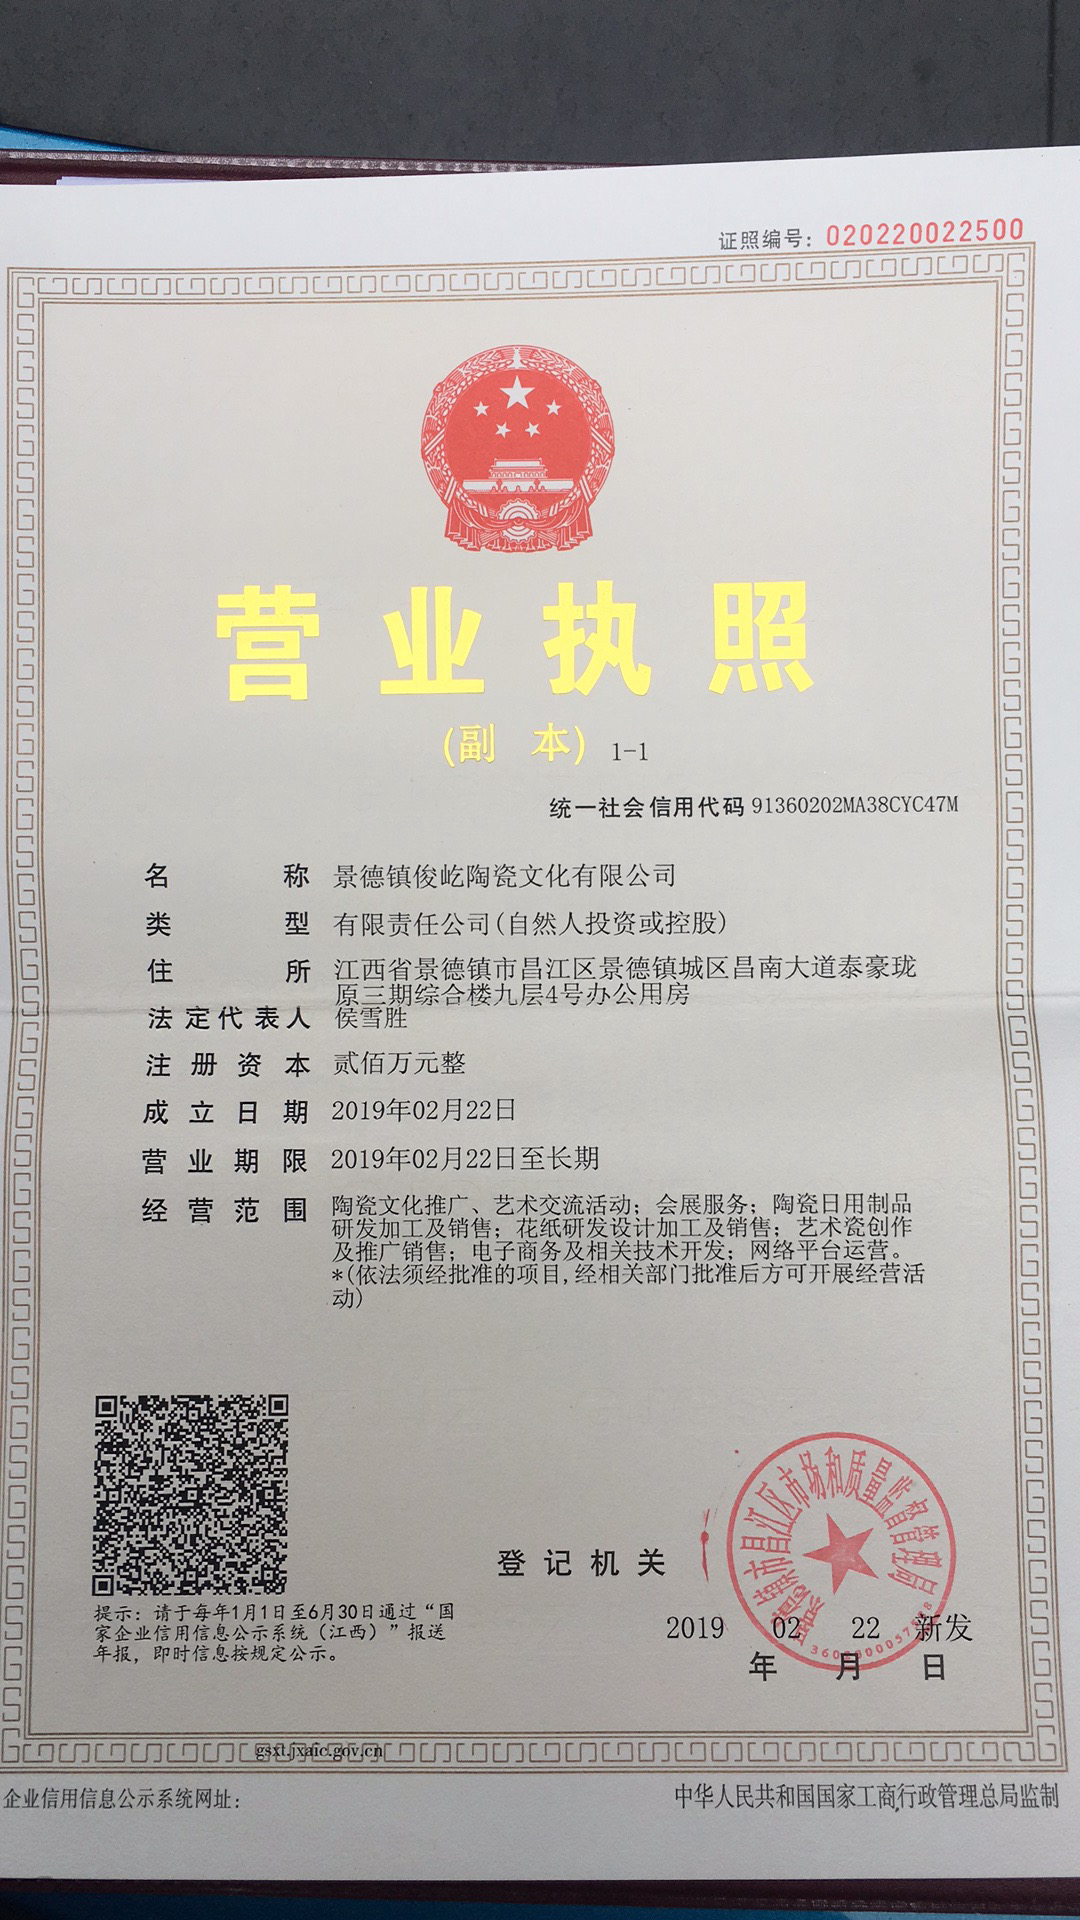 证照编号：020220022500
营业执照
(副 本) 1-1
统一社会信用代码 91360202MA38CYC47M
名称 景德镇俊屹陶瓷文化有限公司
类型 有限责任公司(自然人投资或控股)
住所 江西省景德镇市昌江区景德镇城区昌南大道泰豪珑
原三期综合楼九层4号办公用房
法定代表人 侯雪胜
注册资本 贰佰万元整
成立日期 2019年02月22日
营业期限 2019年02月22日至长期
经营范围 陶瓷文化推广、艺术交流活动；会展服务；陶瓷日用制品
研发加工及销售；花纸研发设计加工及销售；艺术瓷创作
及推广销售；电子商务及相关技术开发；网络平台运营。
*(依法须经批准的项目,经相关部门批准后方可开展经营活
动)
提示：请于每年1月1日至6月30日通过“国
家企业信用信息公示系统（江西）”报送
年报，即时信息按规定公示。
登记机关
景德镇市昌江区市场和质量监督管理局
2019 02 22 新发
年 月 日
gsxt.jxaic.gov.cn
企业信用信息公示系统网址：
中华人民共和国国家工商行政管理总局监制